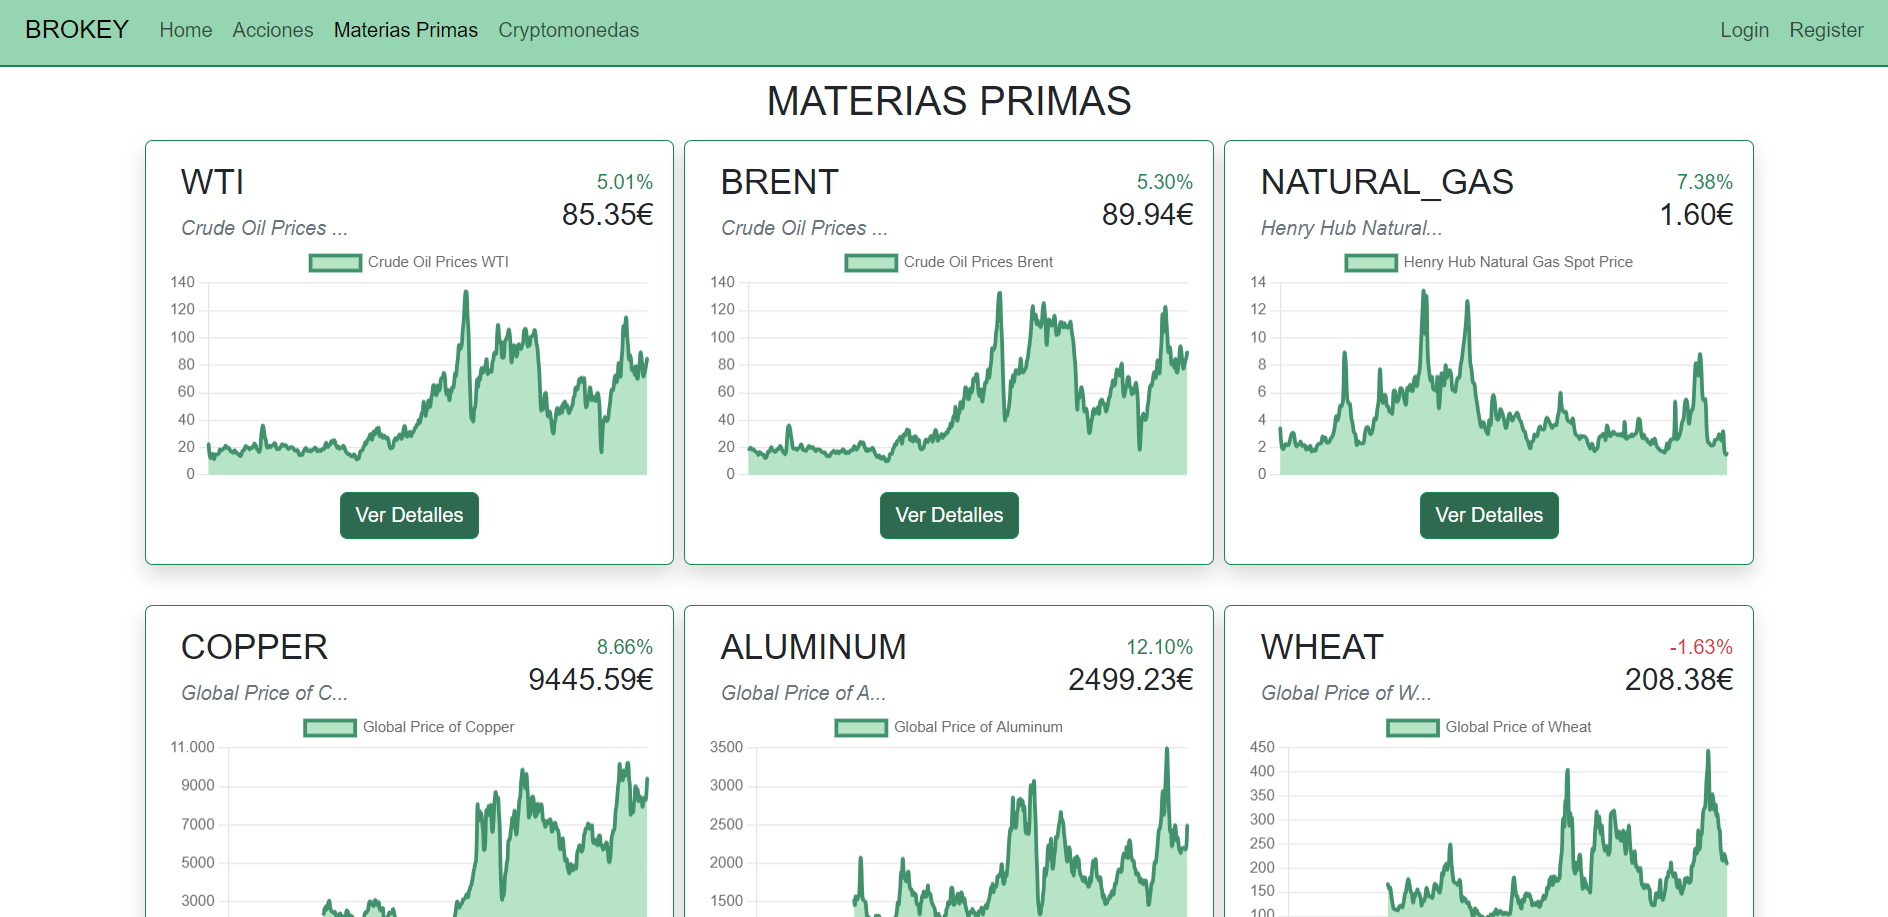 BROKEY Home Acciones Materias Primas Cryptomonedas Login Register
MATERIAS PRIMAS
WTI
5.01%
85.35€
Crude Oil Prices ...
Crude Oil Prices WTI
140
120
100
80
60
40
20
0
Ver Detalles
BRENT
5.30%
89.94€
Crude Oil Prices ...
Crude Oil Prices Brent
140
120
100
80
60
40
20
0
Ver Detalles
NATURAL_GAS
7.38%
1.60€
Henry Hub Natural...
Henry Hub Natural Gas Spot Price
14
12
10
8
6
4
2
0
Ver Detalles
COPPER
8.66%
9445.59€
Global Price of C...
Global Price of Copper
11.000
9000
7000
5000
3000
ALUMINUM
12.10%
2499.23€
Global Price of A...
Global Price of Aluminum
3500
3000
2500
2000
1500
WHEAT
-1.63%
208.38€
Global Price of W...
Global Price of Wheat
450
400
350
300
250
200
150
100